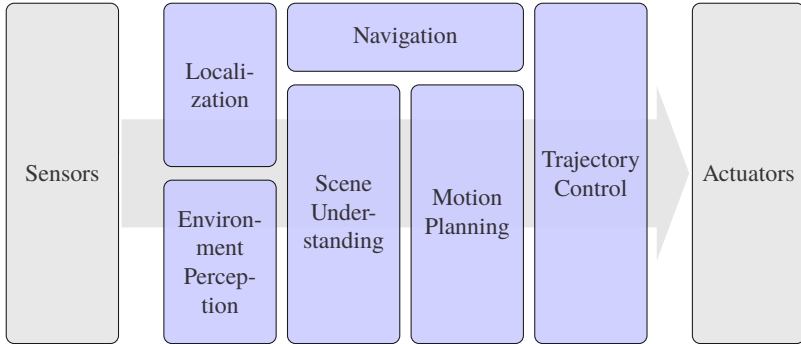 Sensors
Locali-
zation
Environ-
ment
Percep-
tion
Navigation
Scene
Under-
standing
Motion
Planning
Trajectory
Control
Actuators